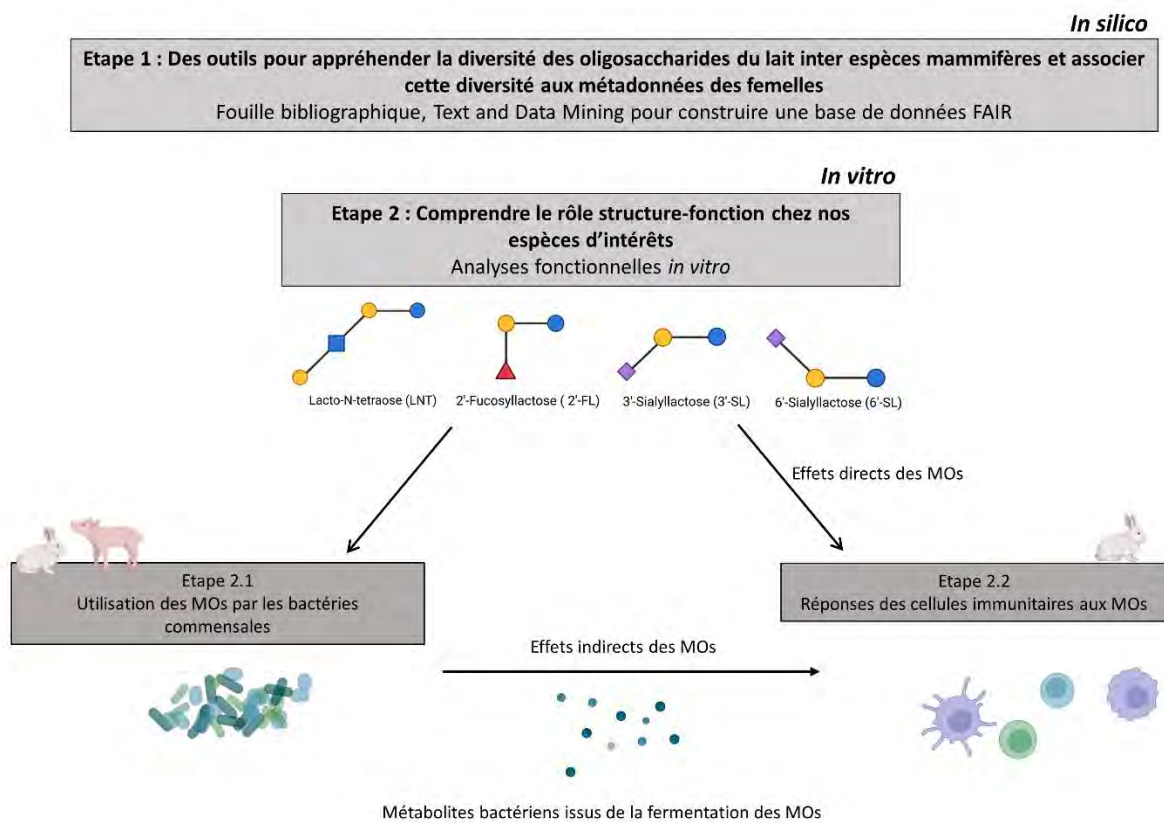 In silico
Etape 1 : Des outils pour appréhender la diversité des oligosaccharides du lait inter espèces mammifères et associer
cette diversité aux métadonnées des femelles
Fouille bibliographique, Text and Data Mining pour construire une base de données FAIR
In vitro
Etape 2 : Comprendre le rôle structure-fonction chez nos
espèces d'intérêts
Analyses fonctionnelles in vitro
Lacto-N-tetraose (LNT)
2'-Fucosyllactose ( 2'-FL)
3'-Sialyllactose (3'-SL)
6'-Sialyllactose (6'-SL)
Effets directs des MOs
Etape 2.1
Utilisation des MOs par les bactéries
commensales
Etape 2.2
Réponses des cellules immunitaires aux MOs
Effets indirects des MOs
Métabolites bactériens issus de la fermentation des MOs